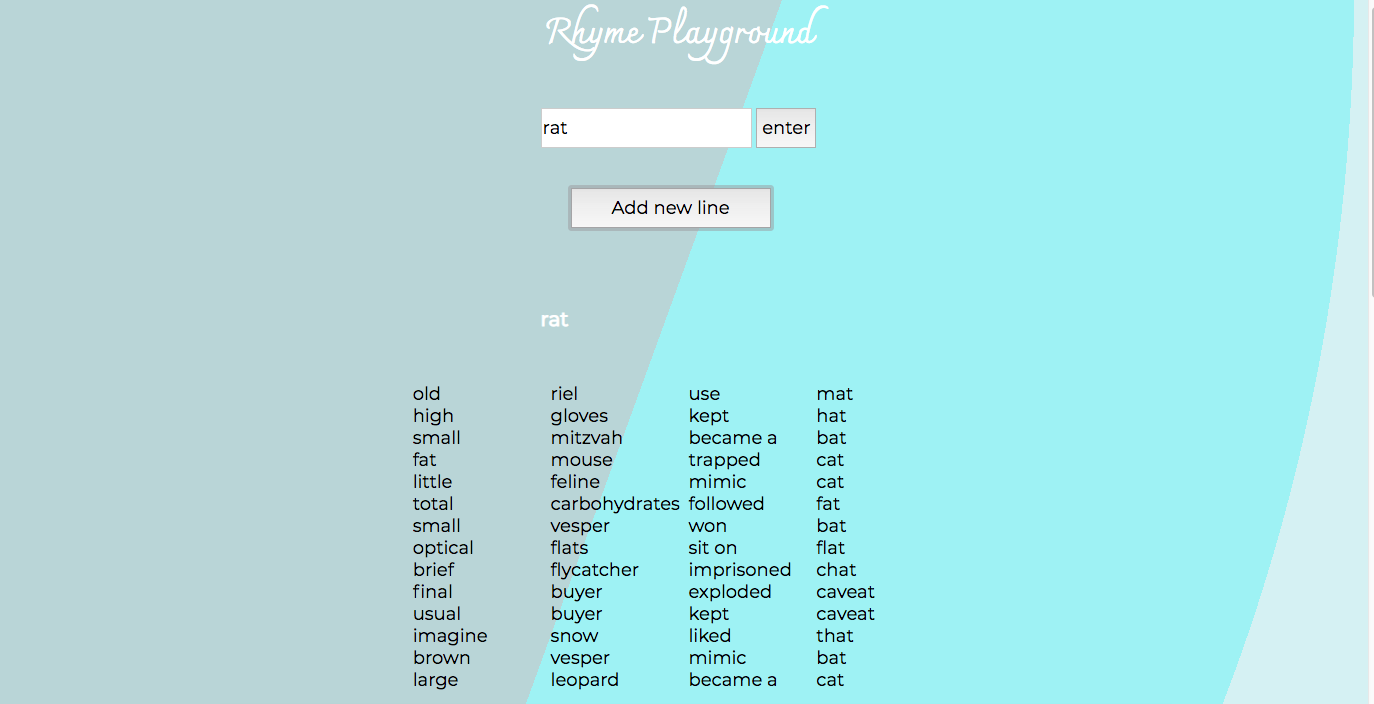 Rhyme Playground
rat enter
Add new line
rat
old riel use mat
high gloves kept hat
small mitzvah became a bat
fat mouse trapped cat
little feline mimic cat
total carbohydrates followed fat
small vesper won bat
optical flats sit on flat
brief flycatcher imprisoned chat
final buyer exploded caveat
usual buyer kept caveat
imagine snow liked that
brown vesper mimic bat
large leopard became a cat